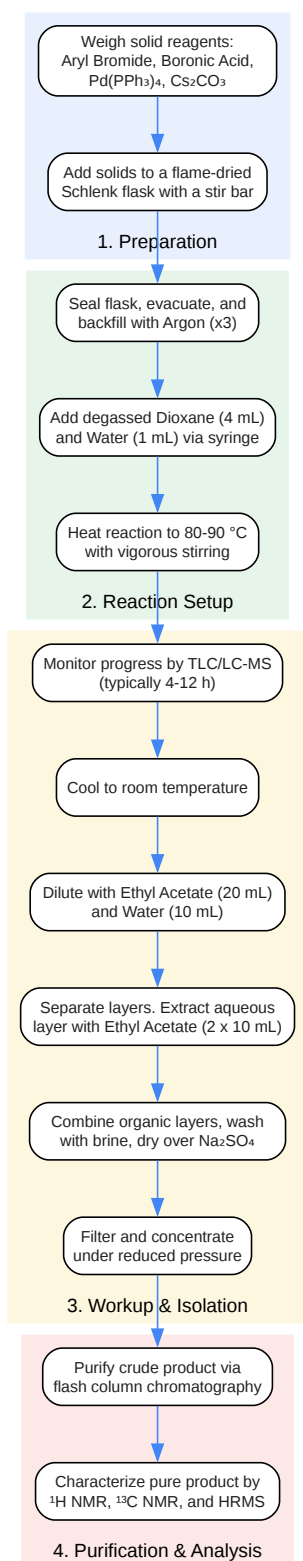 Weigh solid reagents:
Aryl Bromide, Boronic Acid,
Pd(PPh₃)₄, Cs₂CO₃
Add solids to a flame-dried
Schlenk flask with a stir bar
1. Preparation
Seal flask, evacuate, and
backfill with Argon (x3)
Add degassed Dioxane (4 mL)
and Water (1 mL) via syringe
Heat reaction to 80-90 °C
with vigorous stirring
2. Reaction Setup
Monitor progress by TLC/LC-MS
(typically 4-12 h)
Cool to room temperature
Dilute with Ethyl Acetate (20 mL)
and Water (10 mL)
Separate layers. Extract aqueous
layer with Ethyl Acetate (2 x 10 mL)
Combine organic layers, wash
with brine, dry over Na₂SO₄
Filter and concentrate
under reduced pressure
3. Workup & Isolation
Purify crude product via
flash column chromatography
Characterize pure product by
¹H NMR, ¹³C NMR, and HRMS
4. Purification & Analysis